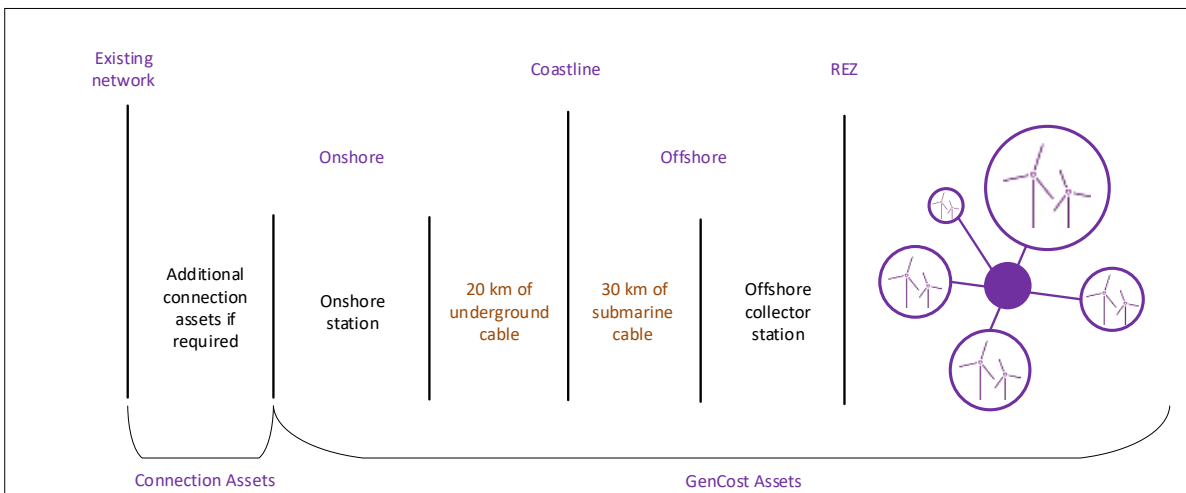 Existing
network
Coastline
REZ
Onshore
Offshore
Additional
connection
assets if
required
Onshore
station
20 km of
underground
cable
30 km of
submarine
cable
Offshore
collector
station
Connection Assets
GenCost Assets